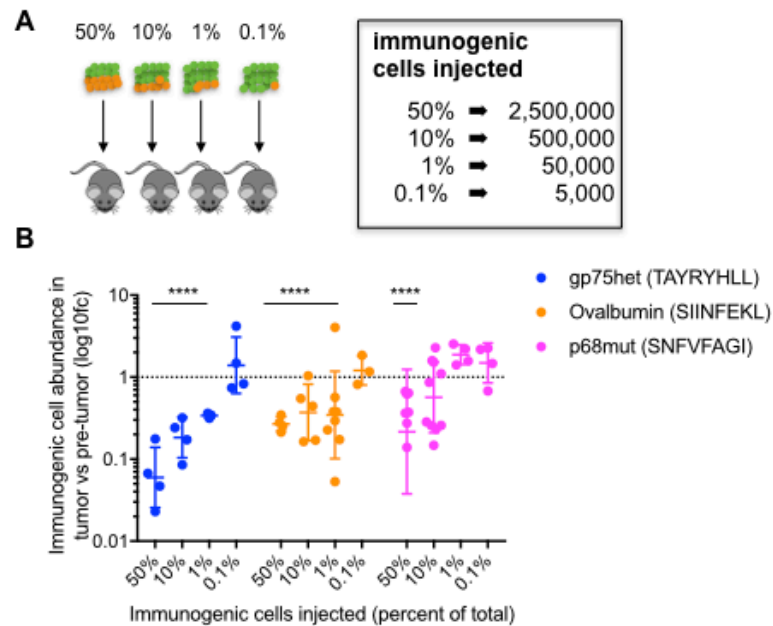 A
50% 10% 1% 0.1%
immunogenic
cells injected
50% ➡ 2,500,000
10% ➡ 500,000
1% ➡ 50,000
0.1% ➡ 5,000
B
Immunogenic cell abundance in
tumor vs pre-tumor (log10fc)
10
1
0.1
0.01
**** **** ****
50% 10% 1% 0.1% 50% 10% 1% 0.1% 50% 10% 1% 0.1%
Immunogenic cells injected (percent of total)
gp75het (TAYRYHLL)
Ovalbumin (SIINFEKL)
p68mut (SNFVFAGI)